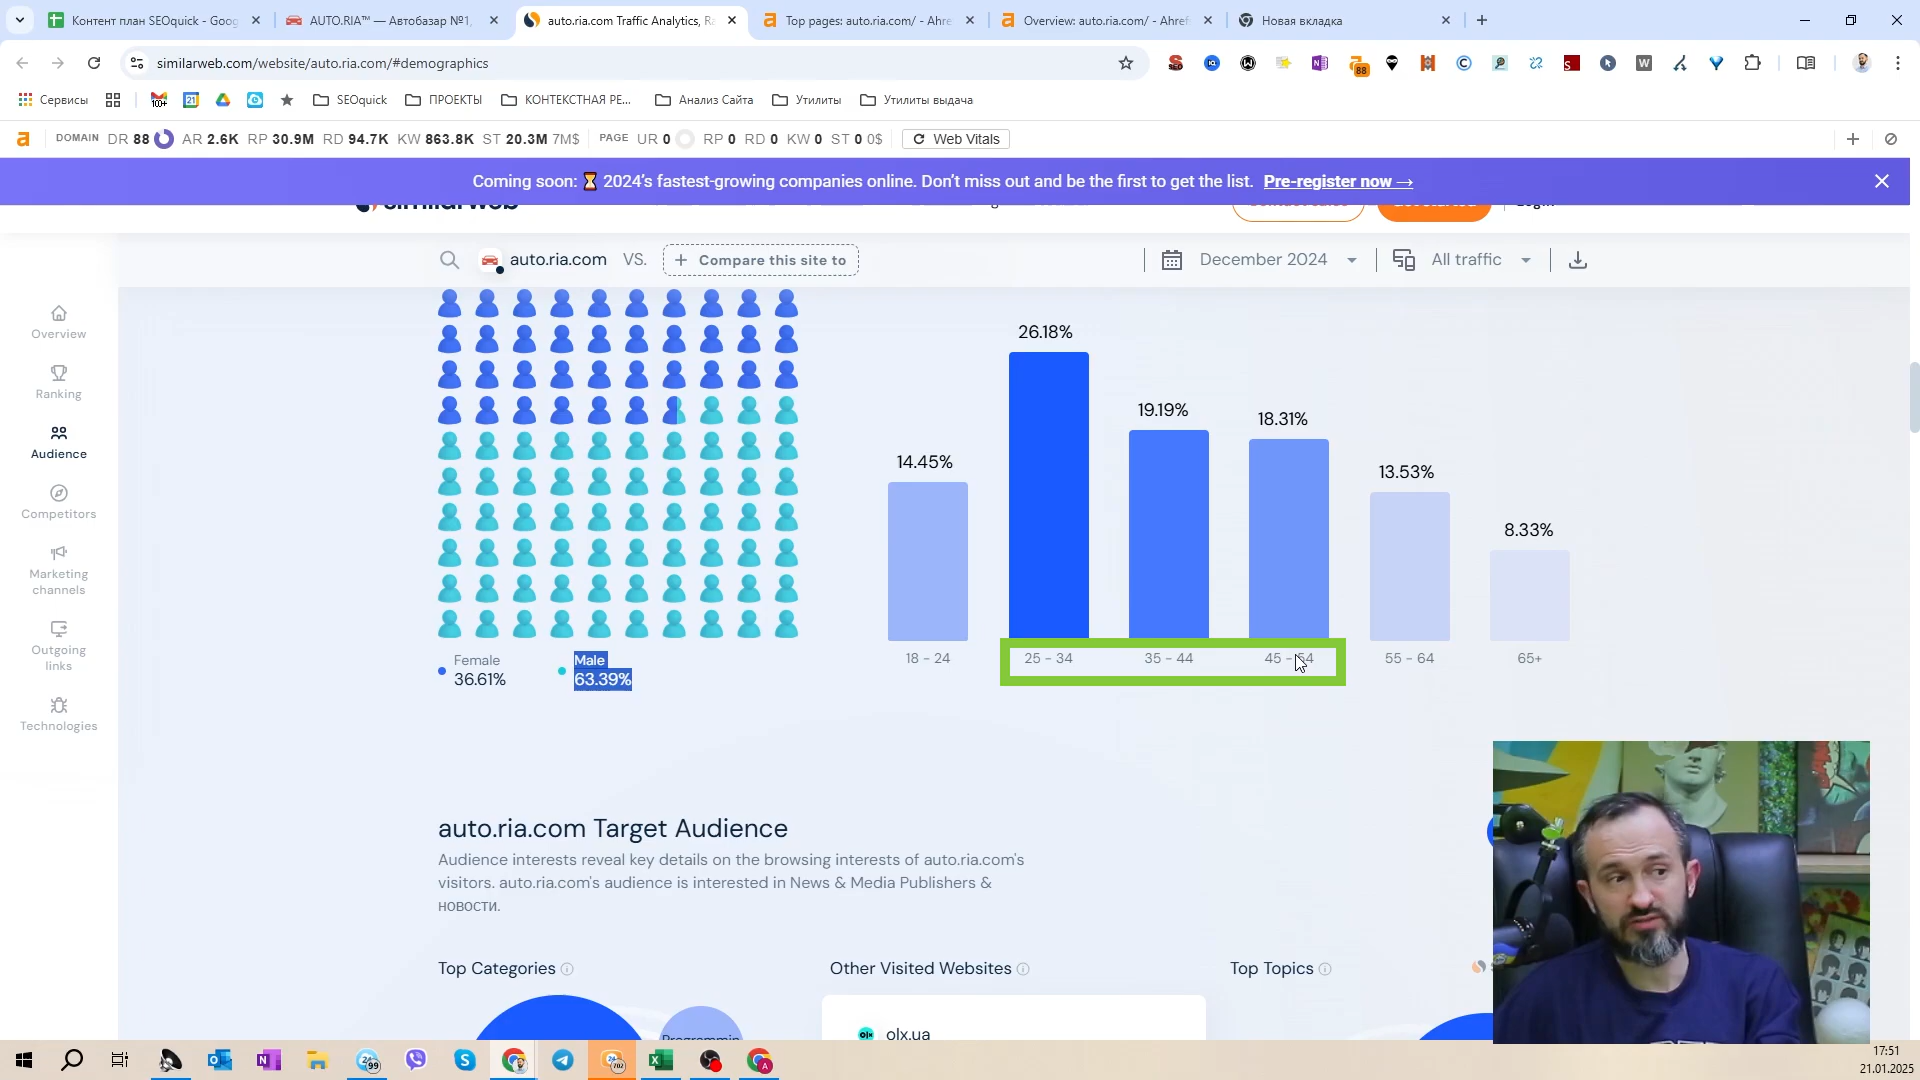 Контент план SEOquick - Goog
AUTO.RIA™ — Автобазар №1,
auto.ria.com Traffic Analytics, Ra
Top pages: auto.ria.com/ - Ahre
Overview: auto.ria.com/ - Ahref
Новая вкладка
similarweb.com/website/auto.ria.com/#demographics
Сервисы
SEOquick
ПРОЕКТЫ
КОНТЕКСТНАЯ РЕ...
Анализ Сайта
Утилиты
Утилиты выдача
DOMAIN DR 88 AR 2.6K RP 30.9M RD 94.7K KW 863.8K ST 20.3M 7M$ PAGE UR 0 RP 0 RD 0 KW 0 ST 0 0$ Web Vitals
Coming soon: ⏳ 2024's fastest-growing companies online. Don't miss out and be the first to get the list. Pre-register now →
similarweb
auto.ria.com VS. + Compare this site to
December 2024
All traffic
Overview
Ranking
Audience
Competitors
Marketing
channels
Outgoing
links
Technologies
26.18%
19.19%
18.31%
14.45%
13.53%
8.33%
18 - 24
25 - 34
35 - 44
45 - 54
55 - 64
65+
Female
36.61%
Male
63.39%
auto.ria.com Target Audience
Audience interests reveal key details on the browsing interests of auto.ria.com's
visitors. auto.ria.com's audience is interested in News & Media Publishers &
новости.
Top Categories
Other Visited Websites
Top Topics
olx.ua
17:51
21.01.2025